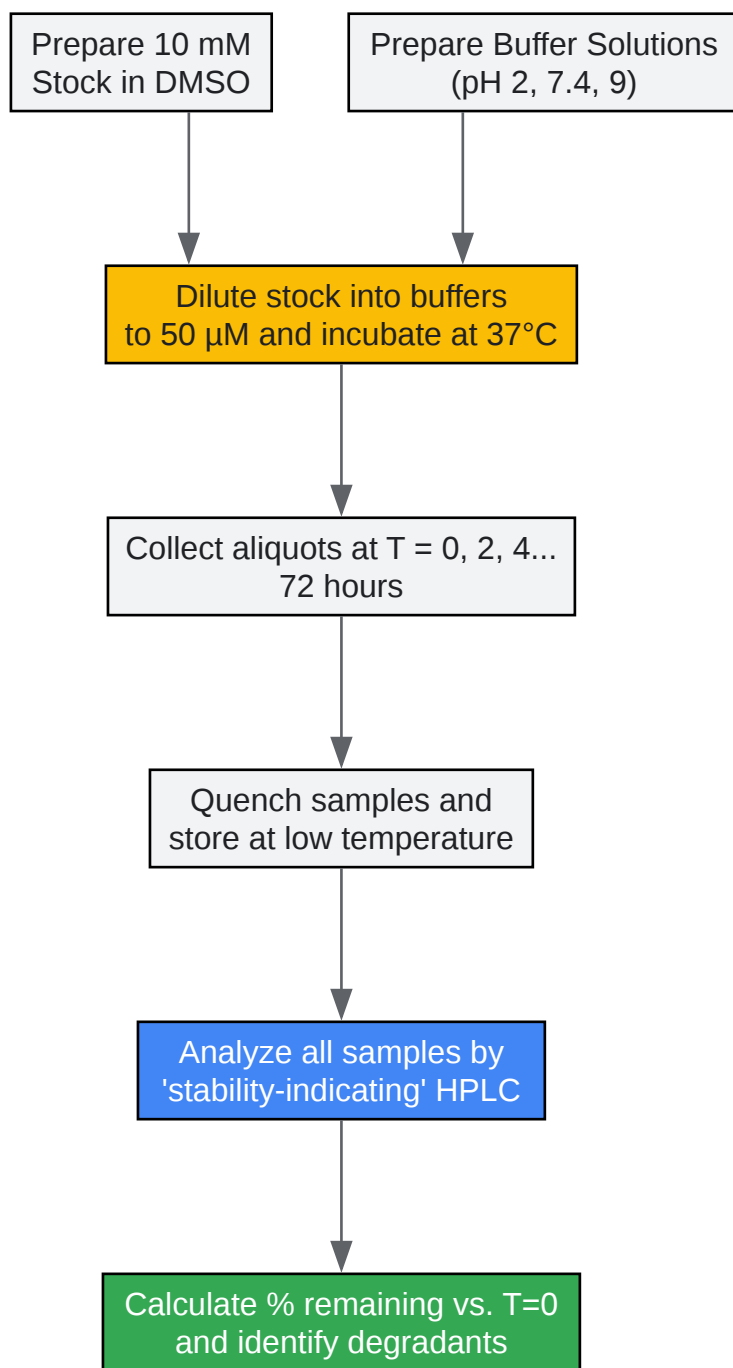 Prepare 10 mM
Stock in DMSO
Prepare Buffer Solutions
(pH 2, 7.4, 9)
Dilute stock into buffers
to 50 µM and incubate at 37°C
Collect aliquots at T = 0, 2, 4...
72 hours
Quench samples and
store at low temperature
Analyze all samples by
'stability-indicating' HPLC
Calculate % remaining vs. T=0
and identify degradants